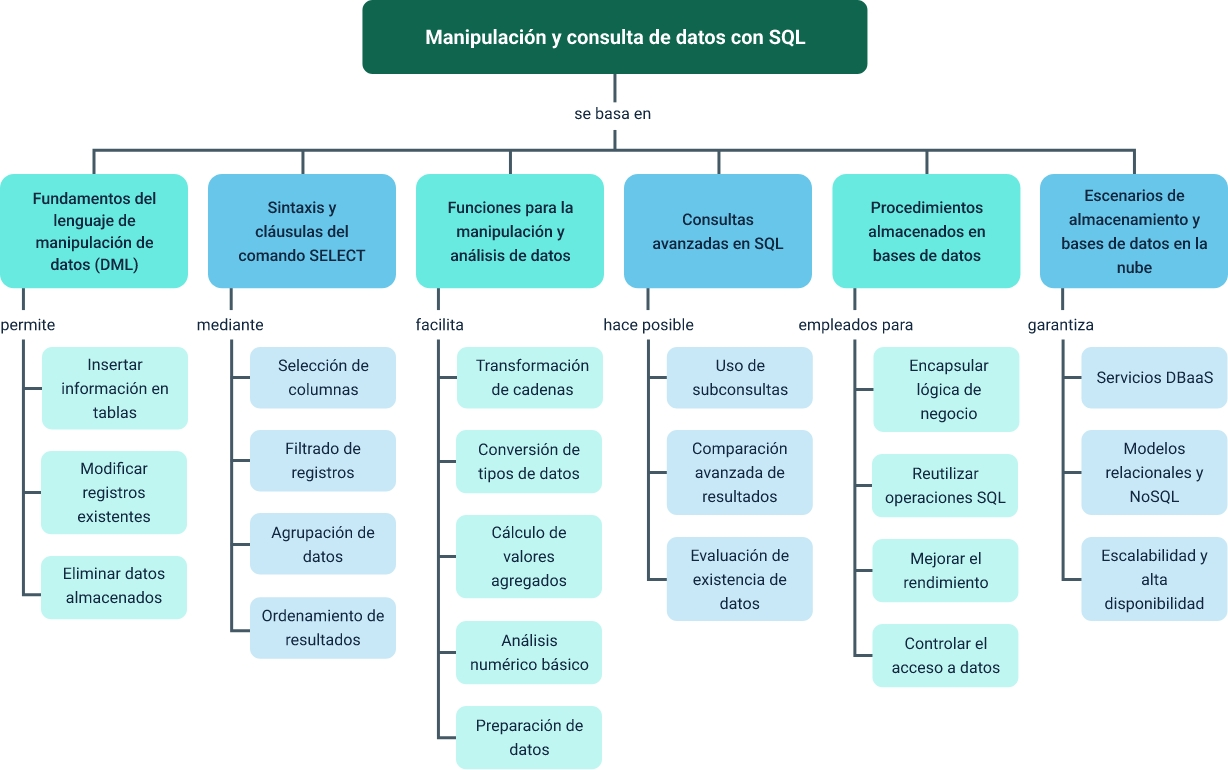 Manipulación y consulta de datos con SQL
se basa en
Fundamentos del
lenguaje de
manipulación de
datos (DML)
permite
Insertar
información en
tablas
Modificar
registros
existentes
Eliminar datos
almacenados
Sintaxis y
cláusulas del
comando SELECT
mediante
Selección de
columnas
Filtrado de
registros
Agrupación de
datos
Ordenamiento de
resultados
Funciones para la
manipulación y
análisis de datos
facilita
Transformación
de cadenas
Conversión de
tipos de datos
Cálculo de
valores
agregados
Análisis
numérico básico
Preparación de
datos
Consultas
avanzadas en SQL
hace posible
Uso de
subconsultas
Comparación
avanzada de
resultados
Evaluación de
existencia de
datos
Procedimientos
almacenados en
bases de datos
empleados para
Encapsular
lógica de
negocio
Reutilizar
operaciones SQL
Mejorar el
rendimiento
Controlar el
acceso a datos
Escenarios de
almacenamiento y
bases de datos en la
nube
garantiza
Servicios DBaaS
Modelos
relacionales y
NoSQL
Escalabilidad y
alta
disponibilidad